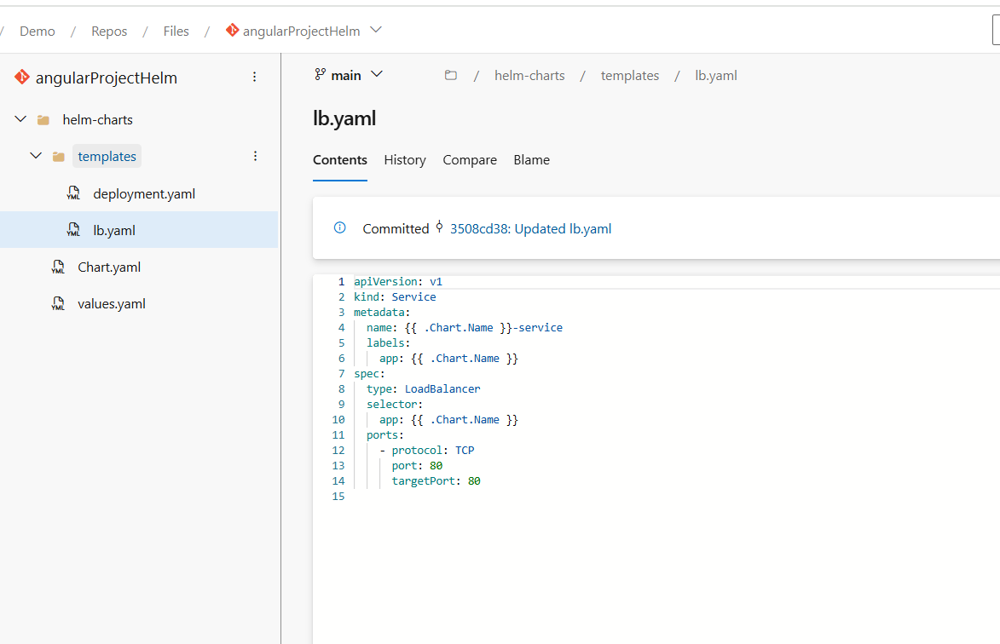 / Demo / Repos / Files / angularProjectHelm
angularProjectHelm
helm-charts
templates
deployment.yaml
lb.yaml
Chart.yaml
values.yaml
main
/ helm-charts / templates / lb.yaml
lb.yaml
Contents History Compare Blame
Committed 3508cd38: Updated lb.yaml
1 apiVersion: v1
2 kind: Service
3 metadata:
4   name: {{ .Chart.Name }}-service
5   labels:
6     app: {{ .Chart.Name }}
7 spec:
8   type: LoadBalancer
9   selector:
10     app: {{ .Chart.Name }}
11   ports:
12     - protocol: TCP
13       port: 80
14       targetPort: 80
15